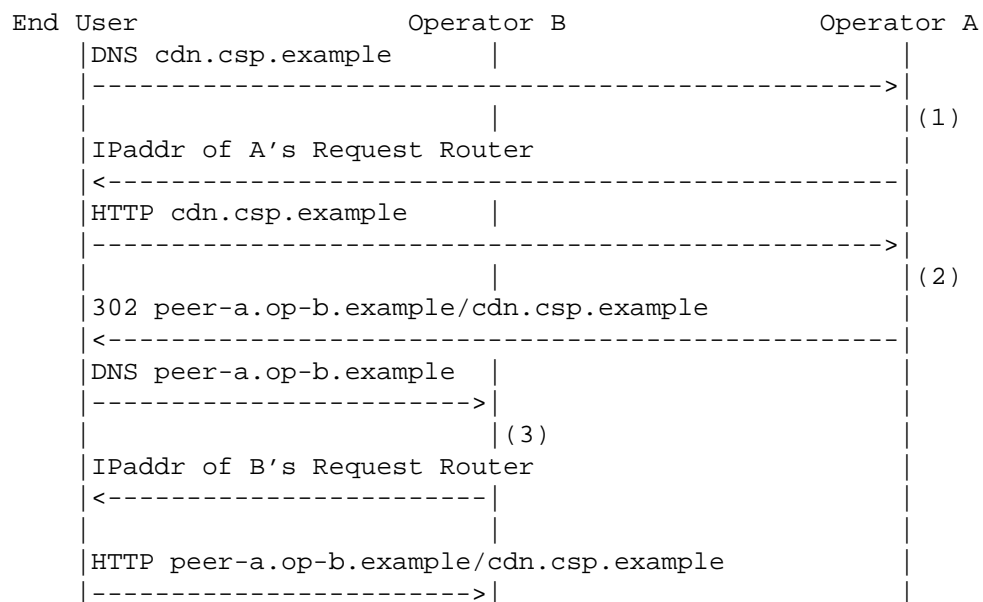 End User                 Operator B                Operator A
    |DNS cdn.csp.example      |                         |
    |-------------------------------------------------->|
    |                         |                         |(1)
    |IPaddr of A's Request Router                       |
    |<--------------------------------------------------|
    |HTTP cdn.csp.example     |                         |
    |-------------------------------------------------->|
    |                         |                         |(2)
    |302 peer-a.op-b.example/cdn.csp.example            |
    |<--------------------------------------------------|
    |DNS peer-a.op-b.example  |                         |
    |------------------------>|                         |
    |                         |(3)                      |
    |IPaddr of B's Request Router                       |
    |<------------------------|                         |
    |                         |                         |
    |HTTP peer-a.op-b.example/cdn.csp.example           |
    |------------------------>|                         |